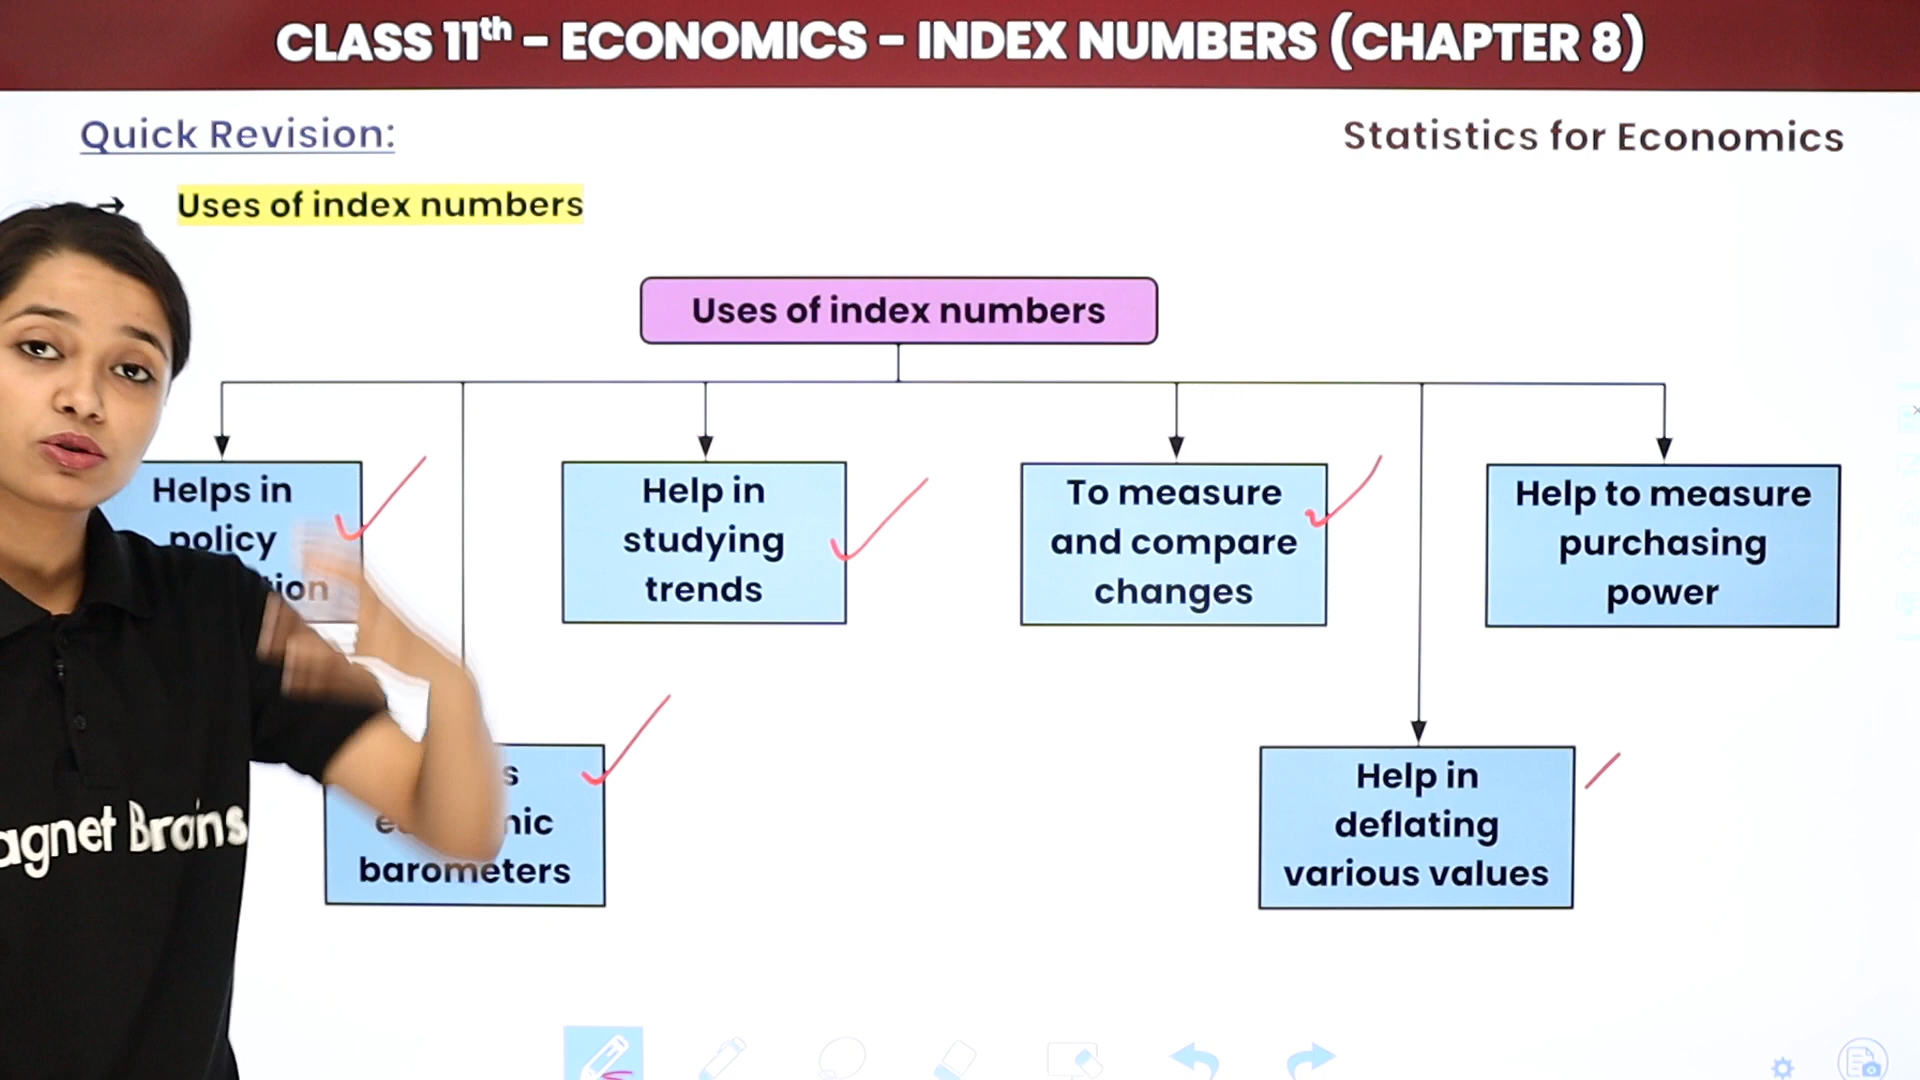 CLASS 11th - ECONOMICS - INDEX NUMBERS (CHAPTER 8)
Quick Revision:
Statistics for Economics
→ Uses of index numbers
Uses of index numbers
Helps in
policy
Help in
studying
trends
To measure
and compare
changes
Help to measure
purchasing
power
barometers
Help in
deflating
various values
agnet Brains